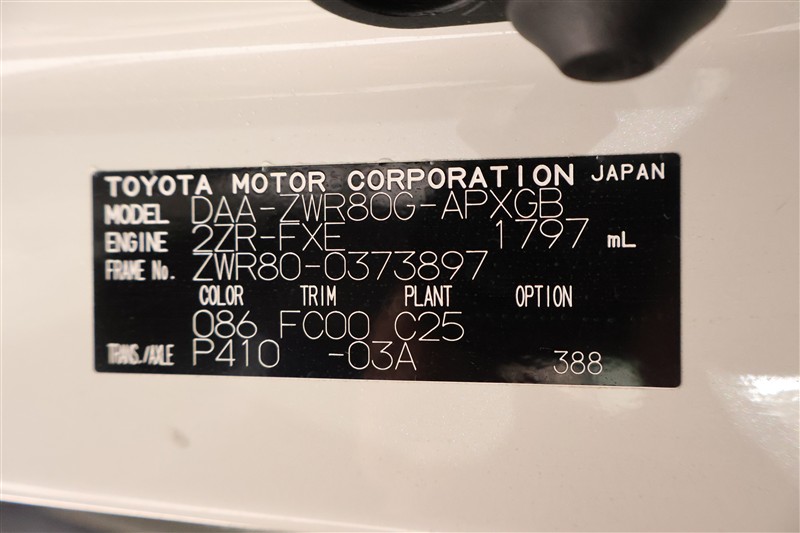 TOYOTA MOTOR CORPORATION JAPAN
MODEL DAA-ZWR80G-APXGB
ENGINE 2ZR-FXE 1797 mL
FRAME No. ZWR80-0373897
COLOR TRIM PLANT OPTION
086 FC00 C25
TRANS./AXLE P410 -03A 388